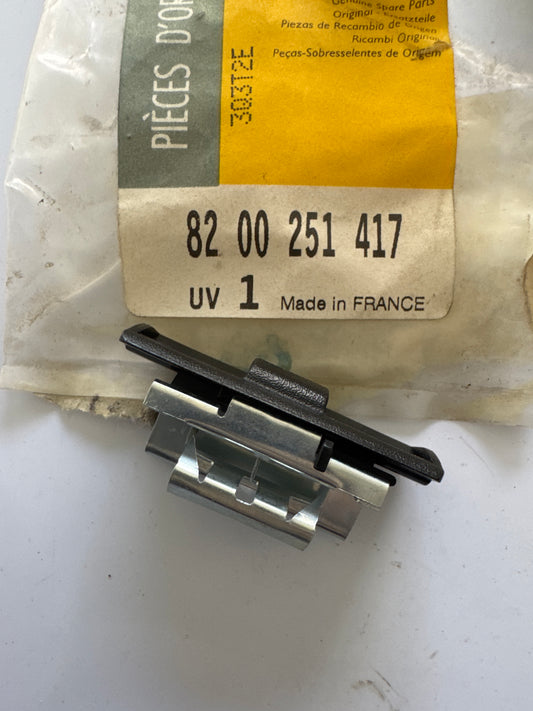 PIÈCES D'OR
Genuine Spare Parts
Original - Ersatzteile
Piezas de Recambio de Origen
Ricambi Original
Peças-Sobresselentes de Origem
303T2E
82 00 251 417
UV 1 Made in FRANCE